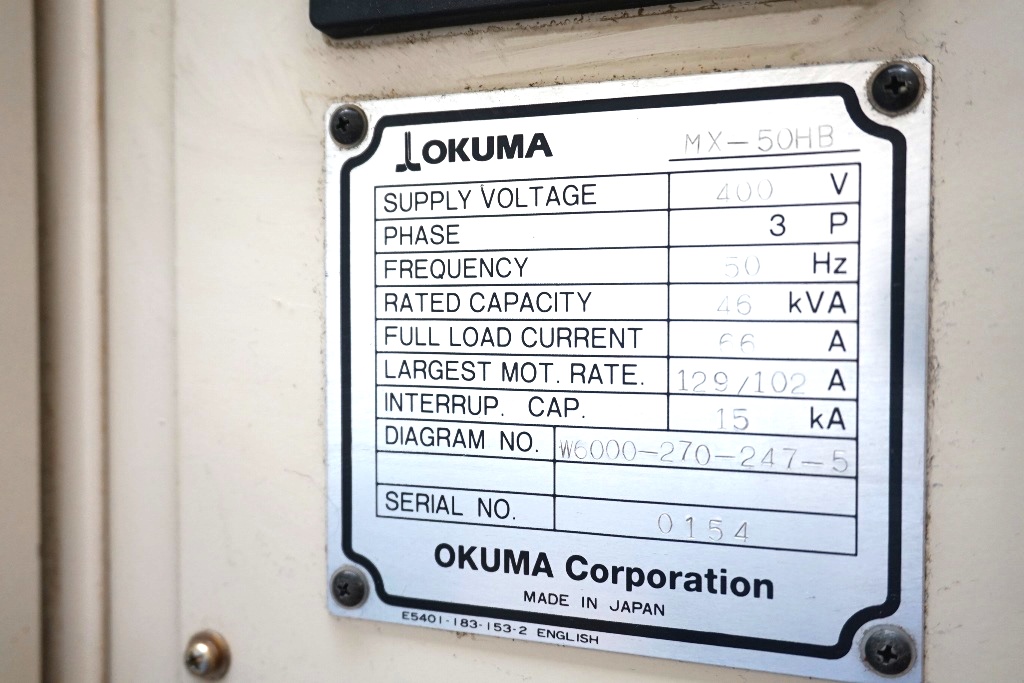 OKUMA MX-50HB
SUPPLY VOLTAGE 400 V
PHASE 3 P
FREQUENCY 50 Hz
RATED CAPACITY 46 kVA
FULL LOAD CURRENT 66 A
LARGEST MOT. RATE. 129/102 A
INTERRUP. CAP. 15 kA
DIAGRAM NO. W6000-270-247-5
SERIAL NO. 0154
OKUMA Corporation
MADE IN JAPAN
E5401-183-153-2 ENGLISH